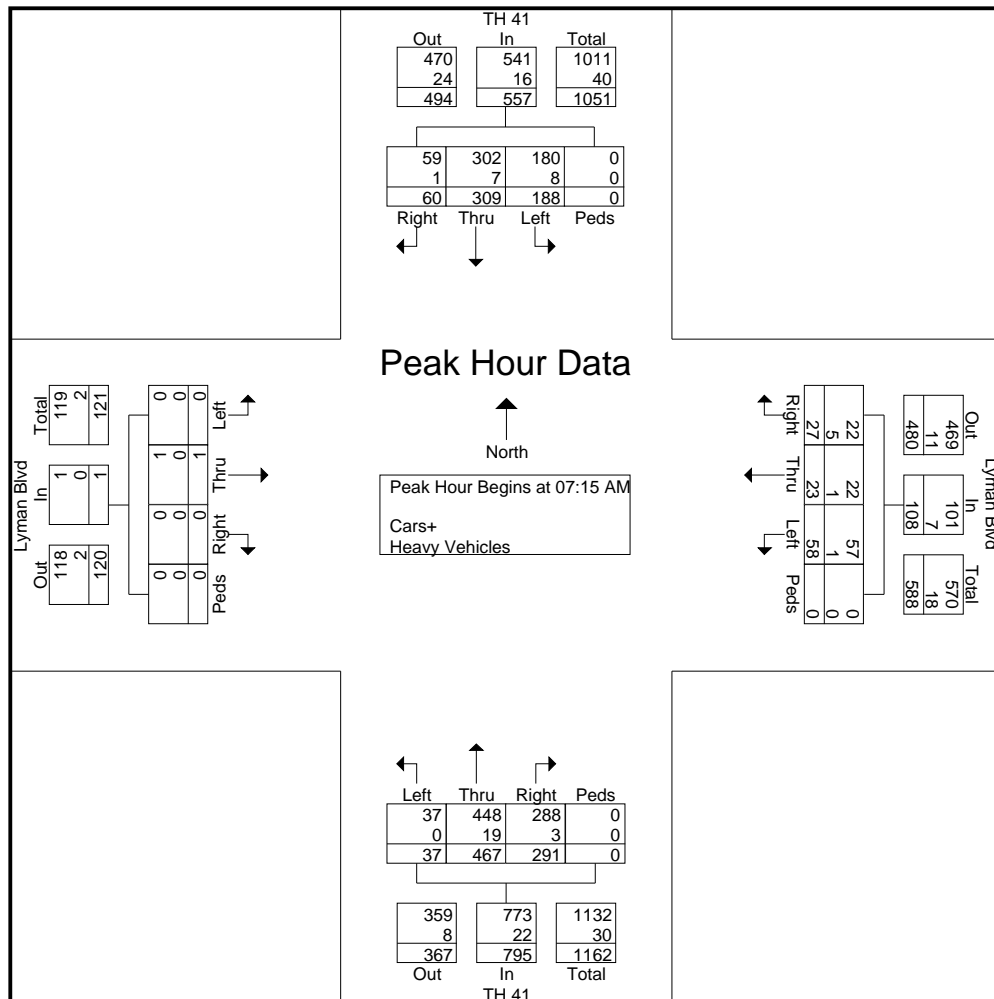 TH 41
Out In Total
470 541 1011
24 16 40
494 557 1051
59 302 180 0
1 7 8 0
60 309 188 0
Right Thru Left Peds
Peak Hour Data
North
Peak Hour Begins at 07:15 AM
Cars+
Heavy Vehicles
Lyman Blvd
Out In Total
118 1 119
2 0 2
120 1 121
0 0 1 0
0 0 0 0
0 0 1 0
Peds Right Thru Left
Lyman Blvd
Out In Total
469 101 570
11 7 18
480 108 588
22 22 57 0
5 1 1 0
27 23 58 0
Right Thru Left Peds
Left Thru Right Peds
37 448 288 0
0 19 3 0
37 467 291 0
359 773 1132
8 22 30
367 795 1162
Out In Total
TH 41